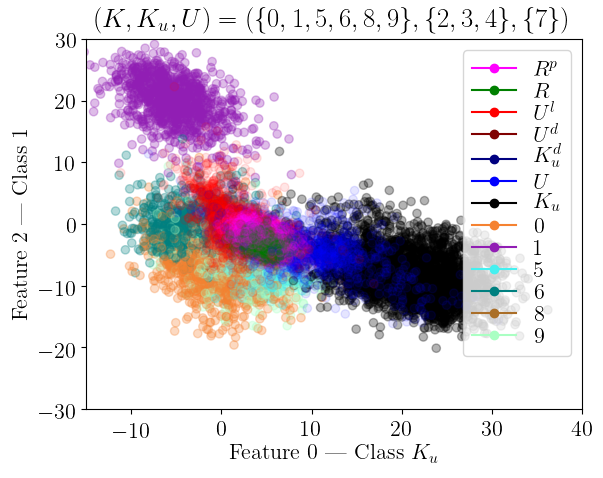 (K, K_u, U) = ({0, 1, 5, 6, 8, 9}, {2, 3, 4}, {7})
30
20
10
0
−10
−20
−30
Feature 2 — Class 1
−10
0
10
20
30
40
Feature 0 — Class K_u
R^p
R
U^l
U^d
K_u^d
U
K_u
0
1
5
6
8
9